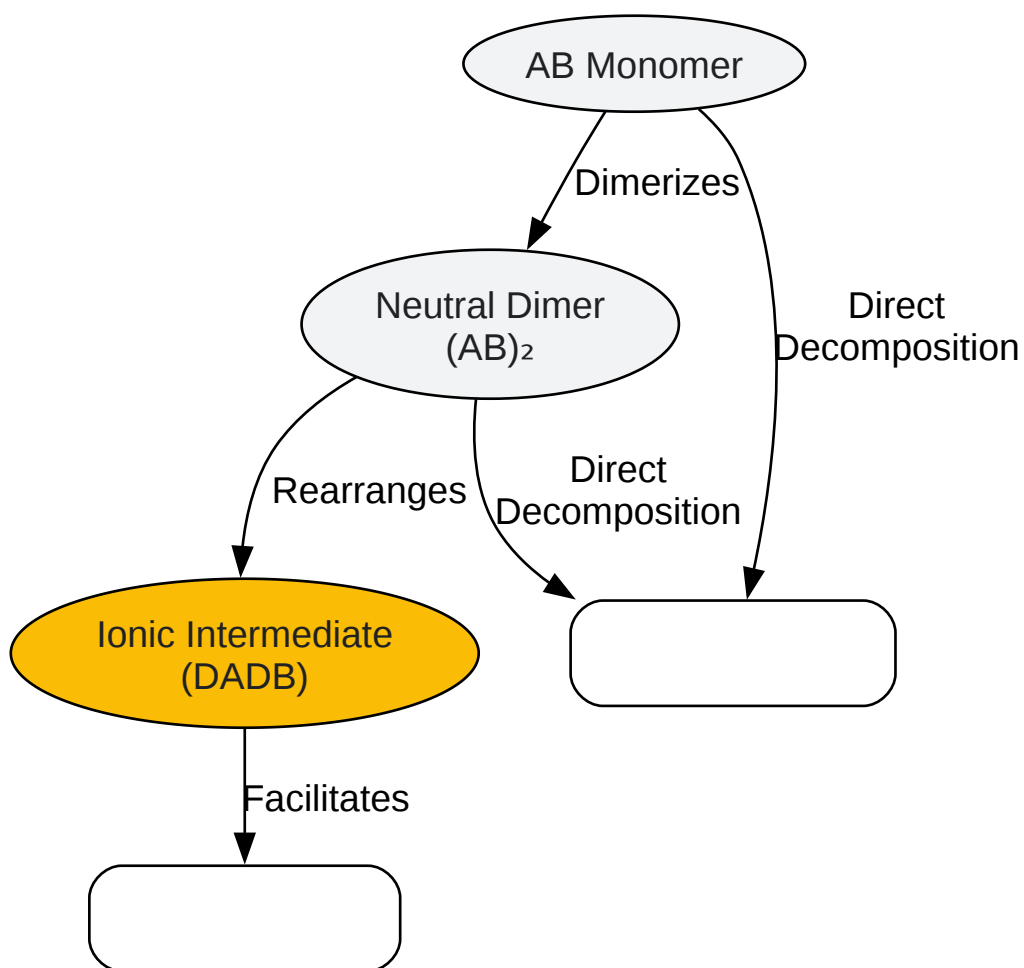 AB Monomer
Dimerizes
Neutral Dimer
(AB)₂
Direct
Decomposition
Rearranges
Direct
Decomposition
Ionic Intermediate
(DADB)
Facilitates